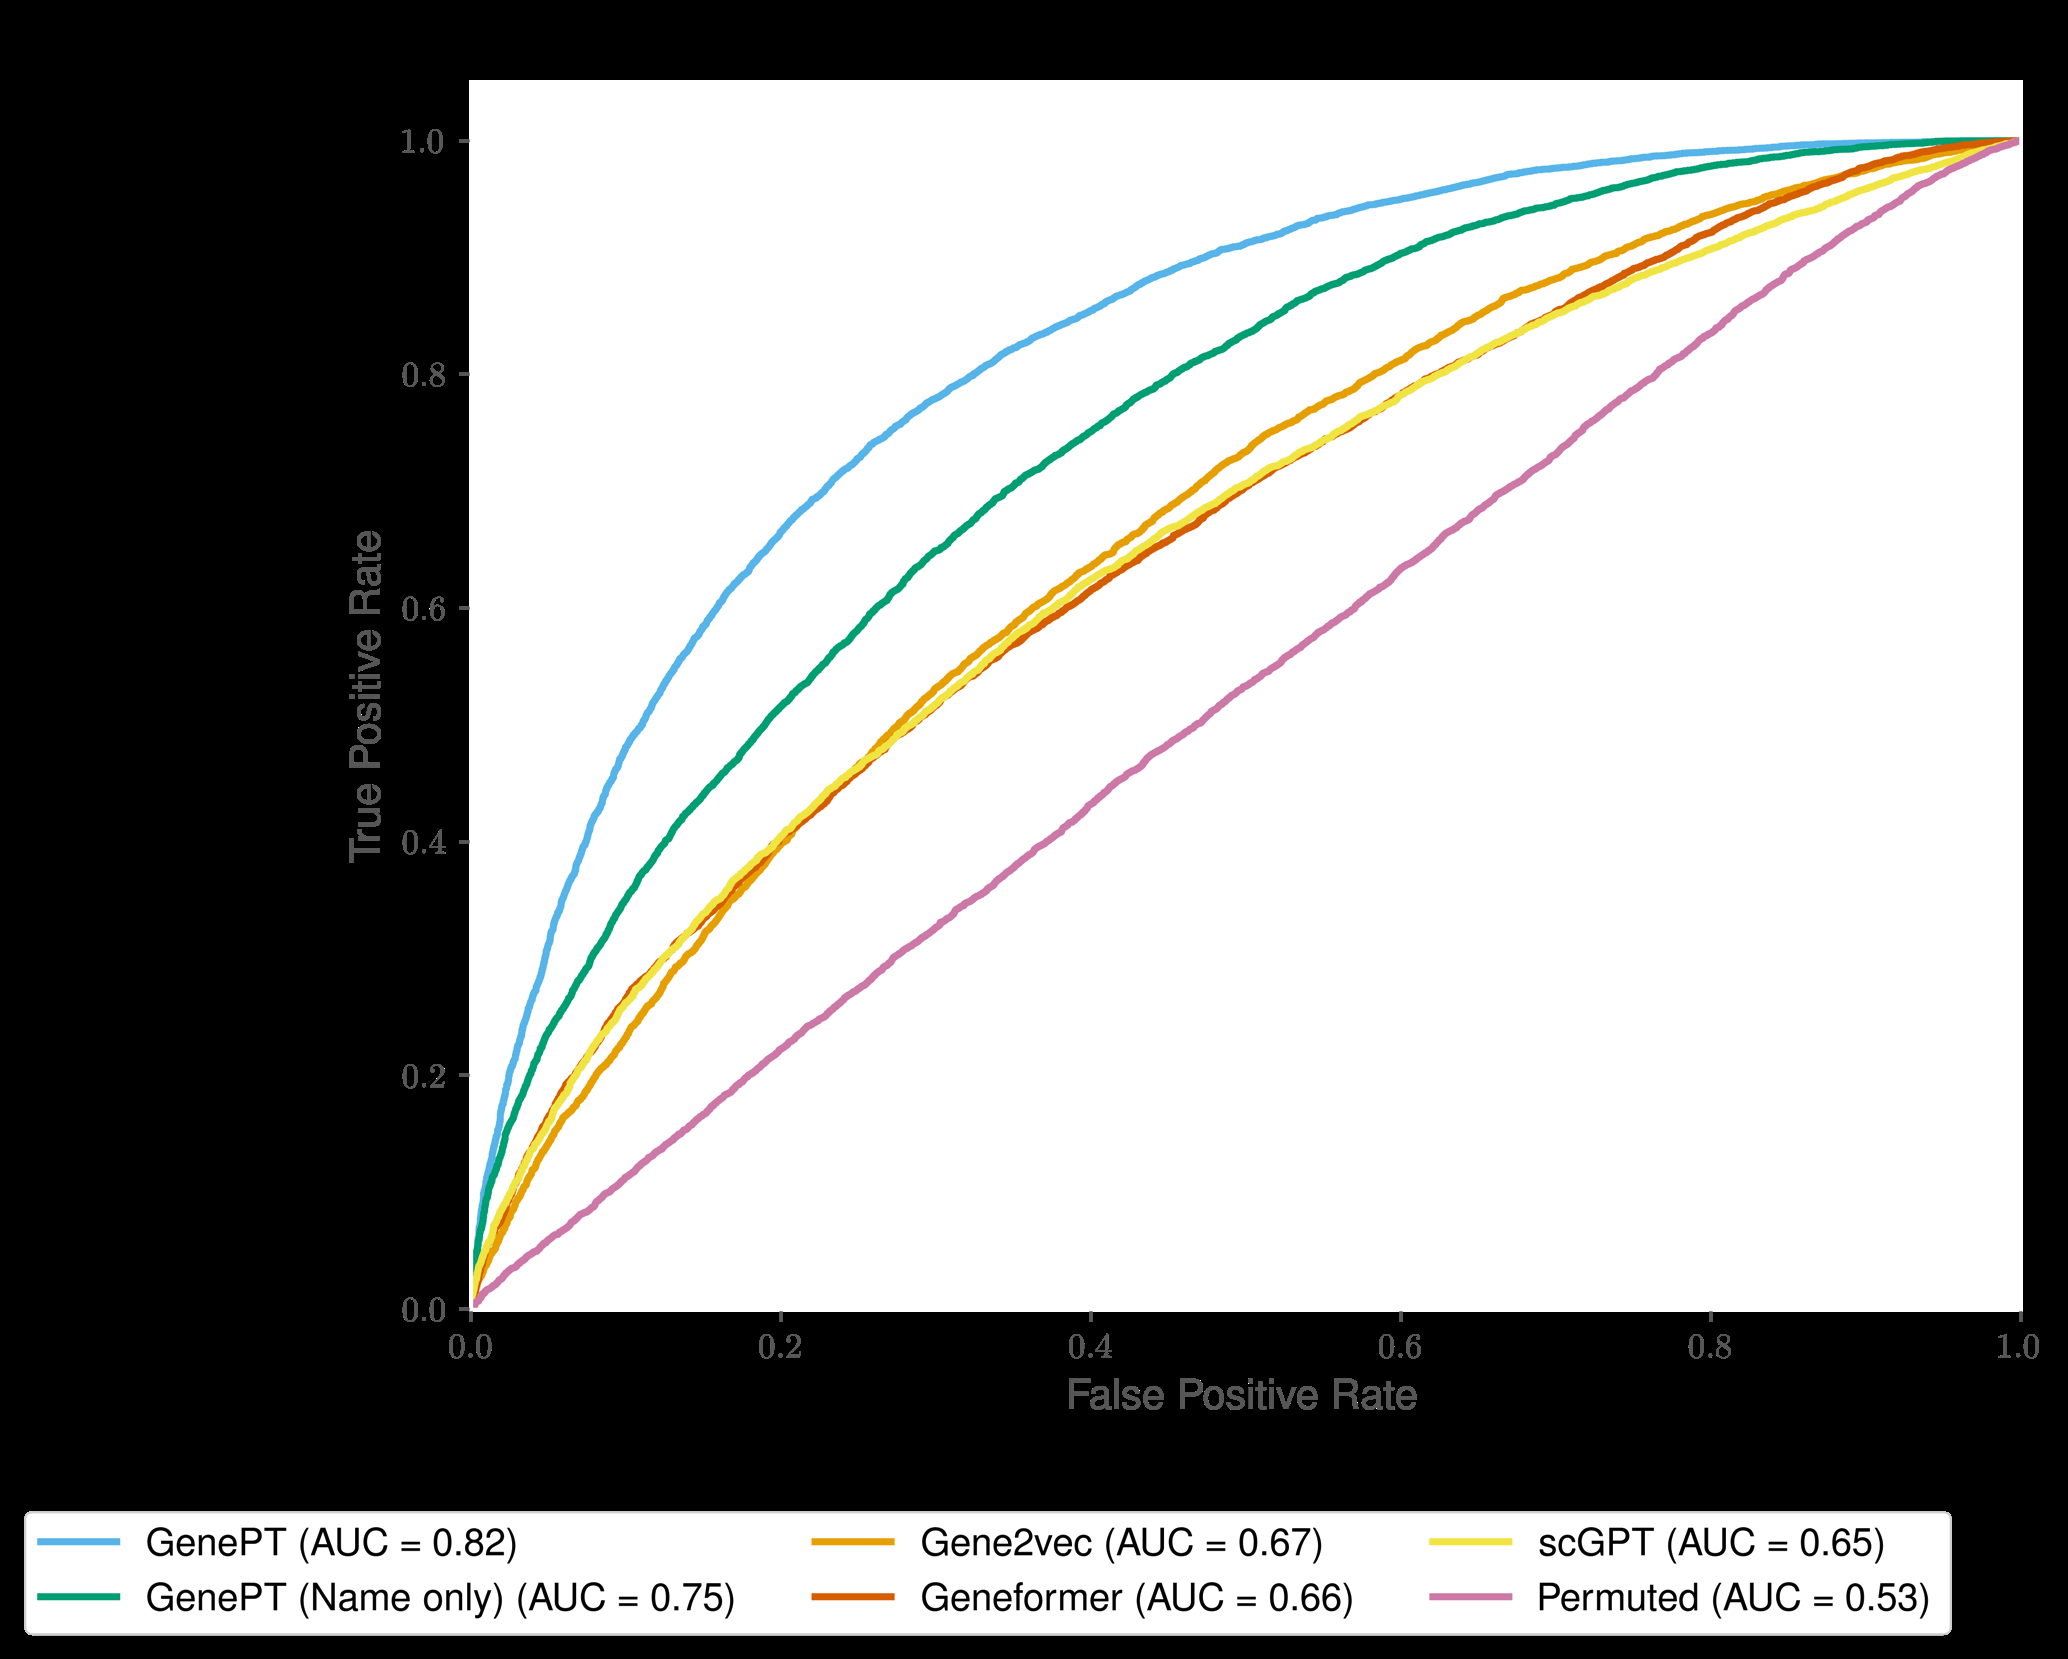 1.0
0.8
0.6
0.4
0.2
0.0
True Positive Rate
0.0 0.2 0.4 0.6 0.8 1.0
False Positive Rate
GenePT (AUC = 0.82)
GenePT (Name only) (AUC = 0.75)
Gene2vec (AUC = 0.67)
Geneformer (AUC = 0.66)
scGPT (AUC = 0.65)
Permuted (AUC = 0.53)